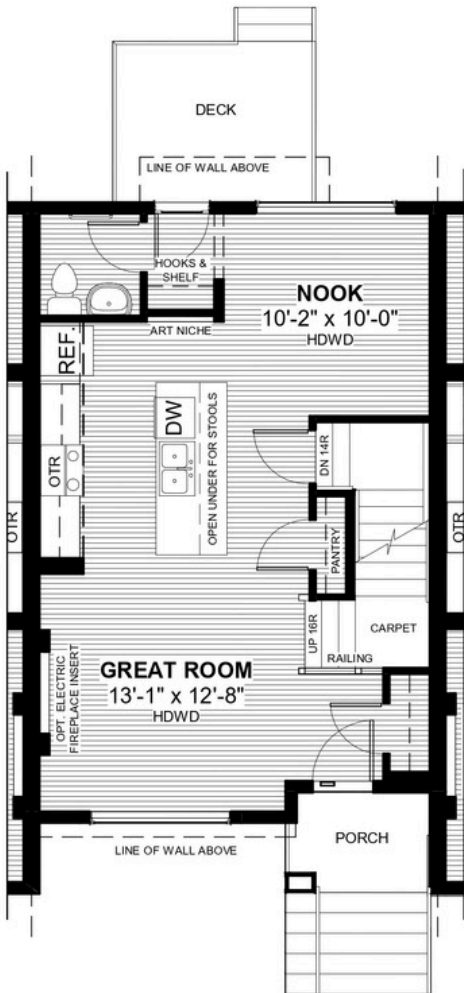 DECK
LINE OF WALL ABOVE
HOOKS &
SHELF
NOOK
10'-2" x 10'-0"
HDWD
ART NICHE
REF.
DW
OPEN UNDER FOR STOOLS
DN 14R
OTR
OTR
OTR
PANTRY
UP 16R
CARPET
RAILING
GREAT ROOM
13'-1" x 12'-8"
HDWD
OPT. ELECTRIC
FIREPLACE INSERT
LINE OF WALL ABOVE
PORCH